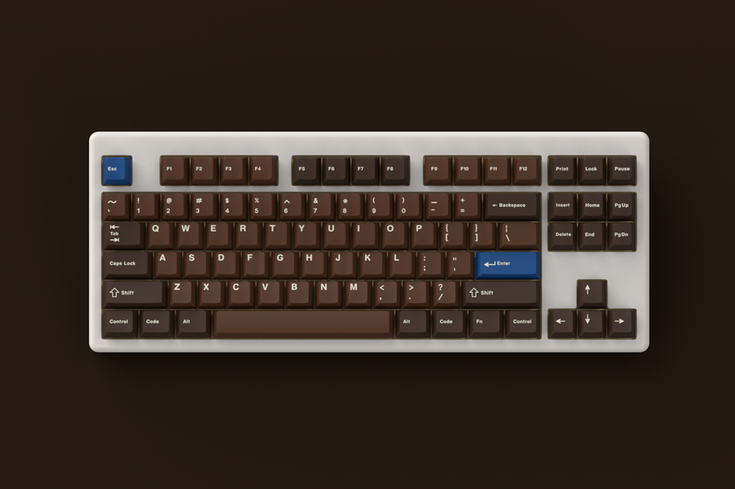 Esc F1 F2 F3 F4 F5 F6 F7 F8 F9 F10 F11 F12 Print Lock Pause
~ ! @ # $ % ^ & * ( ) — +
` 1 2 3 4 5 6 7 8 9 0 - = ← Backspace Insert Home PgUp
Tab Q W E R T Y U I O P { [ } ] | \ Delete End PgDn
Caps Lock A S D F G H J K L : ; " ' Enter
Shift Z X C V B N M < , > . ? / Shift ↑
Control Code Alt Alt Code Fn Control ← ↓ →